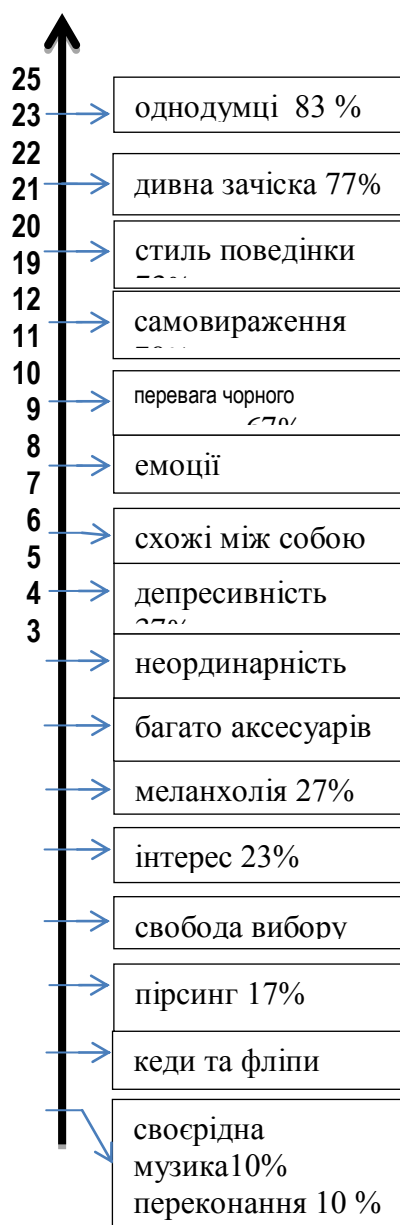 25
23
22
21
20
19
12
11
10
9
8
7
6
5
4
3
однодумці 83 %
дивна зачіска 77%
стиль поведінки
самовираження
перевага чорного
67%
емоції
схожі між собою
депресивність
неординарність
багато аксесуарів
меланхолія 27%
інтерес 23%
свобода вибору
пірсинг 17%
кеди та фліпи
своєрідна
музика10%
переконання 10 %